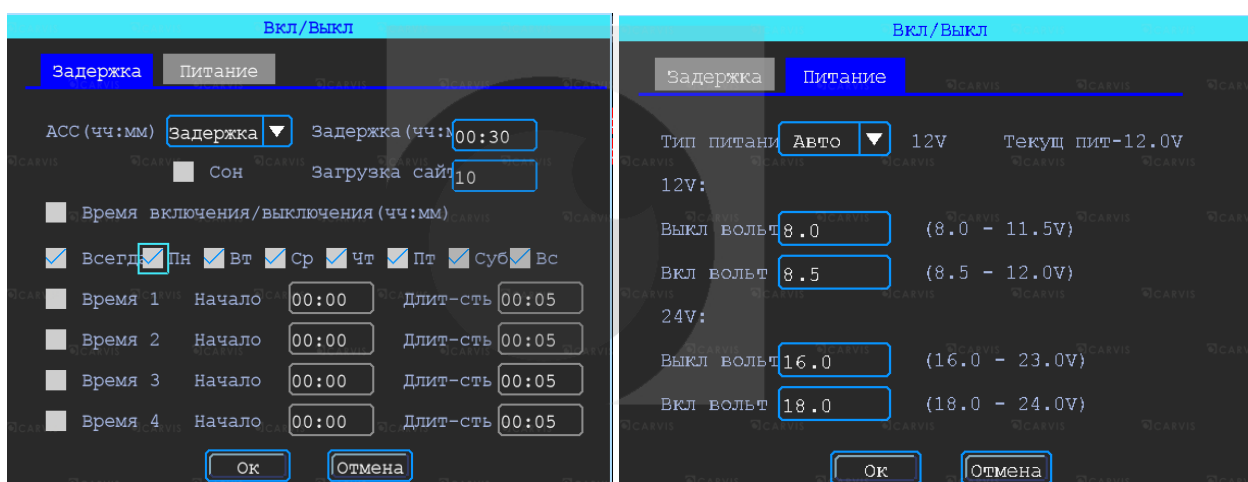 Вкл/Выкл
Задержка Питание
ACC(чч:мм) Задержка Задержка(чч:м 00:30
Сон Загрузка сайт 10
Время включения/выключения(чч:мм)
Всегд Пн Вт Ср Чт Пт Суб Вс
Время 1 Начало 00:00 Длит-сть 00:05
Время 2 Начало 00:00 Длит-сть 00:05
Время 3 Начало 00:00 Длит-сть 00:05
Время 4 Начало 00:00 Длит-сть 00:05
Ок Отмена
Вкл/Выкл
Задержка Питание
Тип питани Авто 12V Текущ пит-12.0V
12V:
Выкл вольт 8.0 (8.0 - 11.5V)
Вкл вольт 8.5 (8.5 - 12.0V)
24V:
Выкл вольт 16.0 (16.0 - 23.0V)
Вкл вольт 18.0 (18.0 - 24.0V)
Ок Отмена
CARVIS